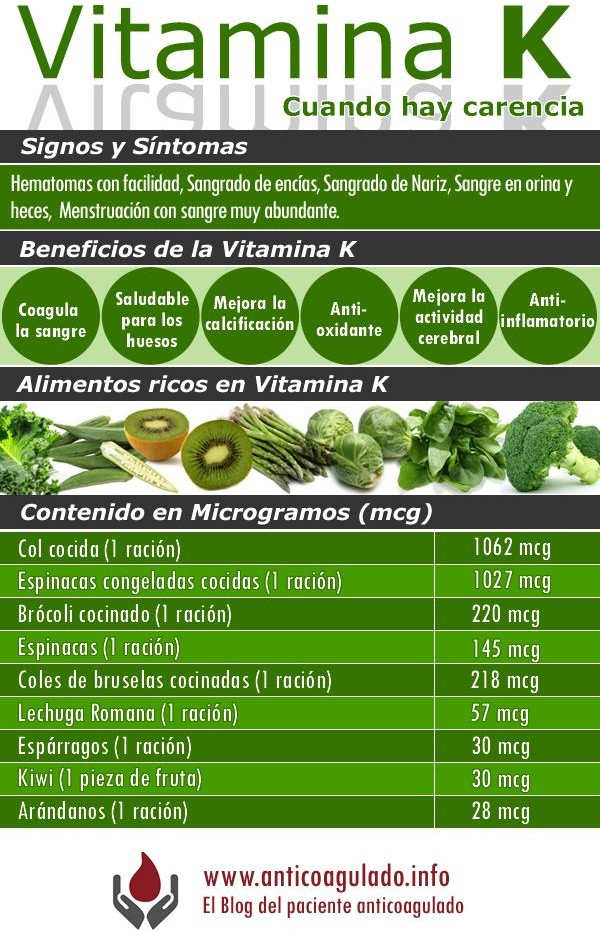 Vitamina K
Cuando hay carencia
Signos y Síntomas
Hematomas con facilidad, Sangrado de encías, Sangrado de Nariz, Sangre en orina y
heces, Menstruación con sangre muy abundante.
Beneficios de la Vitamina K
Coagula
la sangre
Saludable
para los
huesos
Mejora la
calcificación
Anti-
oxidante
Mejora la
actividad
cerebral
Anti-
inflamatorio
Alimentos ricos en Vitamina K
Contenido en Microgramos (mcg)
Col cocida (1 ración) 1062 mcg
Espinacas congeladas cocidas (1 ración) 1027 mcg
Brócoli cocinado (1 ración) 220 mcg
Espinacas (1 ración) 145 mcg
Coles de bruselas cocinadas (1 ración) 218 mcg
Lechuga Romana (1 ración) 57 mcg
Espárragos (1 ración) 30 mcg
Kiwi (1 pieza de fruta) 30 mcg
Arándanos (1 ración) 28 mcg
www.anticoagulado.info
El Blog del paciente anticoagulado